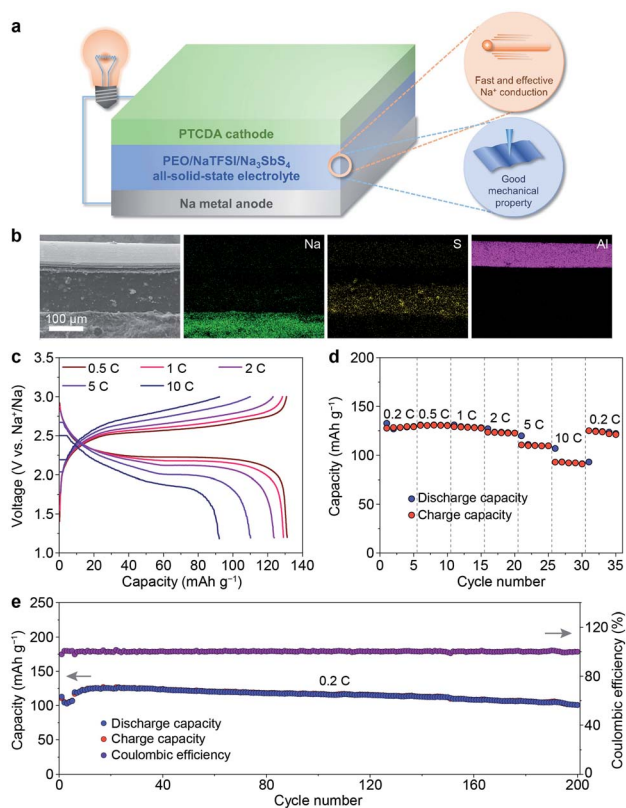 a
Fast and effective
Na⁺ conduction
PTCDA cathode
PEO/NaTFSI/Na₃SbS₄
all-solid-state electrolyte
Na metal anode
Good
mechanical
property
b
100 μm
Na
S
Al
c
3.5
3.0
2.5
2.0
1.5
1.0
Voltage (V vs. Na⁺/Na)
0.5 C 1 C 2 C
5 C 10 C
0 20 40 60 80 100 120 140
Capacity (mAh g⁻¹)
d
200
150
100
50
0
Capacity (mAh g⁻¹)
0.2 C 0.5 C 1 C 2 C 5 C 10 C 0.2 C
Discharge capacity
Charge capacity
0 5 10 15 20 25 30 35
Cycle number
e
250
200
150
100
50
0
Capacity (mAh g⁻¹)
0.2 C
Discharge capacity
Charge capacity
Coulombic efficiency
120
80
40
0
Coulombic efficiency (%)
0 40 80 120 160 200
Cycle number